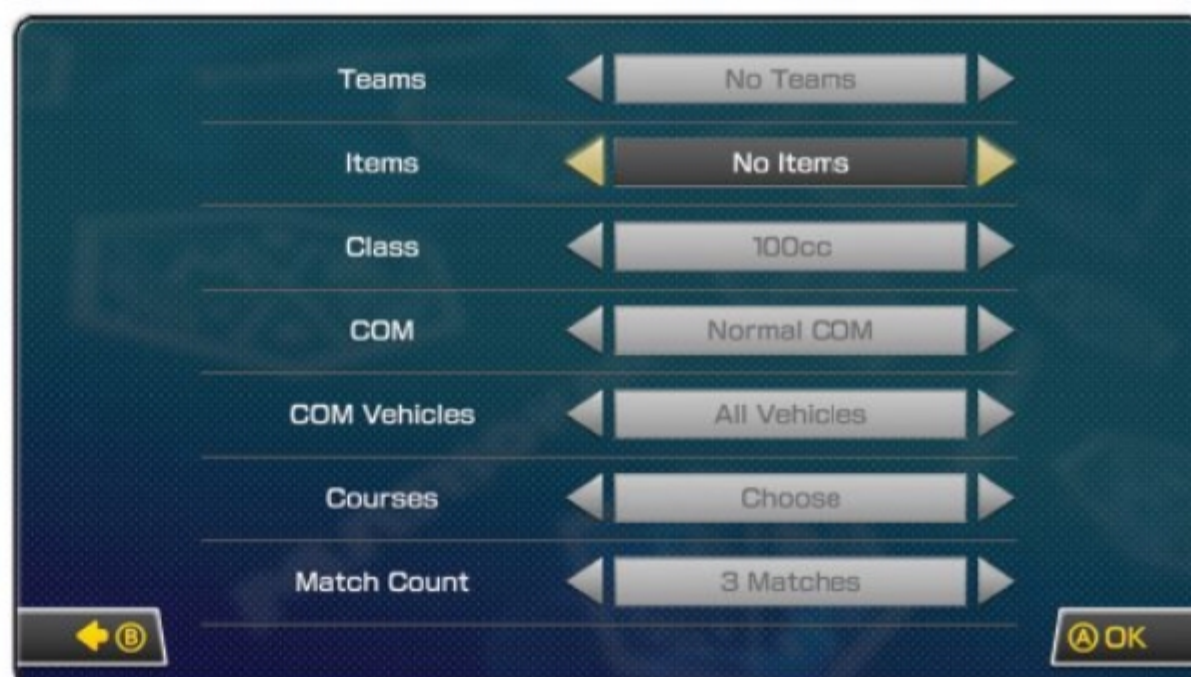 Teams No Teams
Items No Items
Class 100cc
COM Normal COM
COM Vehicles All Vehicles
Courses Choose
Match Count 3 Matches
B
A OK